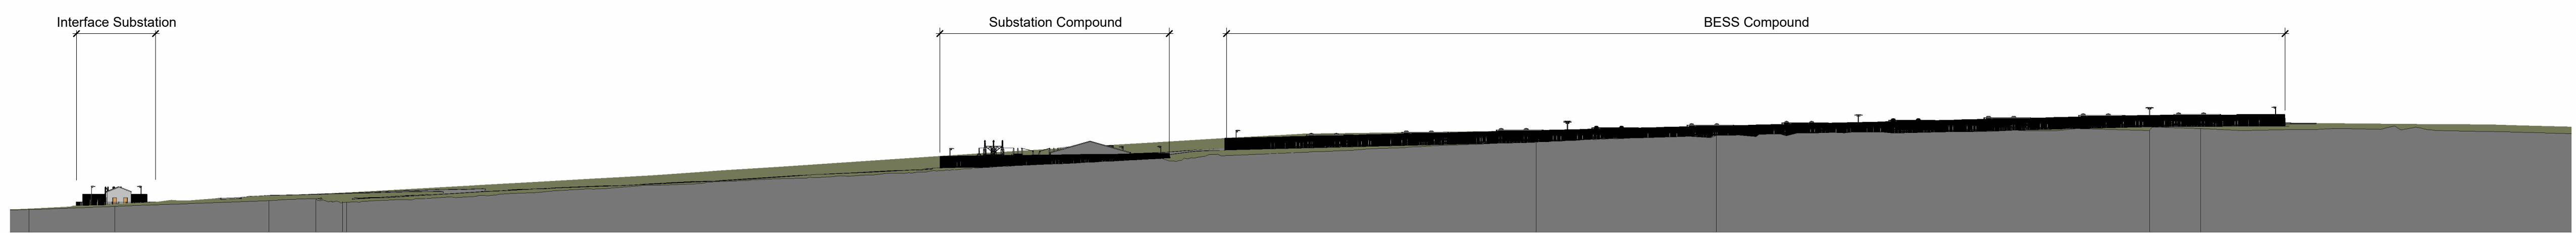 Interface Substation
Substation Compound
BESS Compound